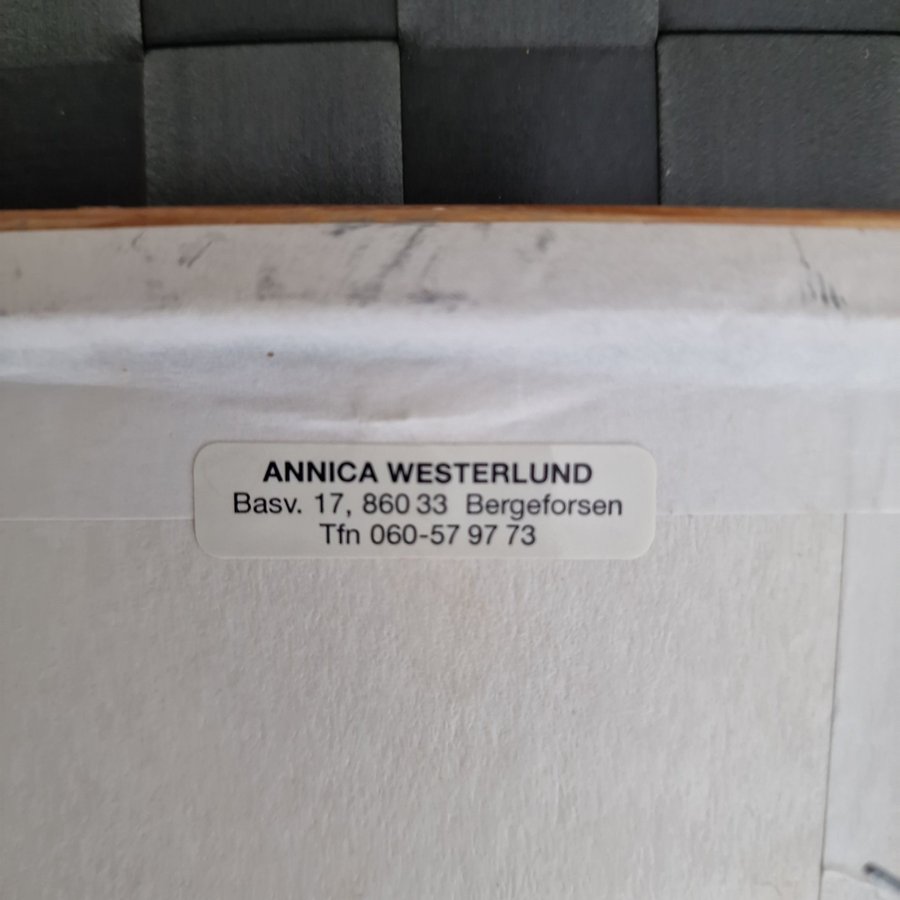 ANNICA WESTERLUND
Basv. 17, 860 33 Bergeforsen
Tfn 060-57 97 73